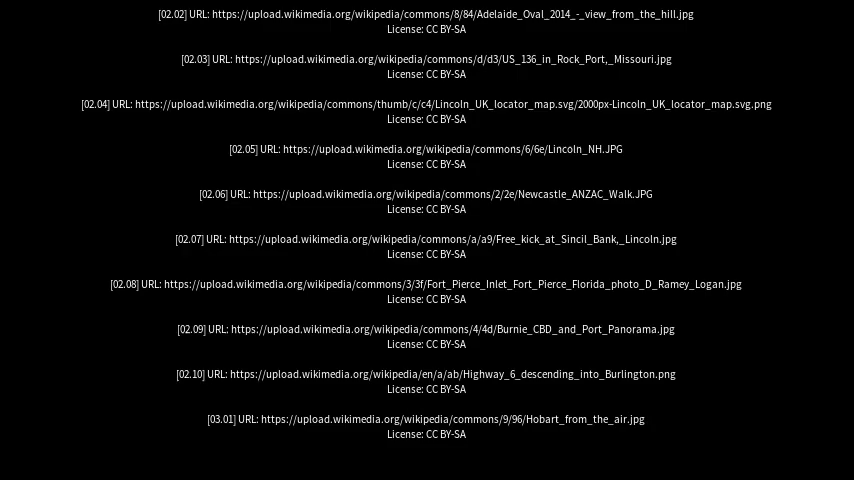 [02.02] URL: https://upload.wikimedia.org/wikipedia/commons/8/84/Adelaide_Oval_2014_-_view_from_the_hill.jpg
License: CC BY-SA
[02.03] URL: https://upload.wikimedia.org/wikipedia/commons/d/d3/US_136_in_Rock_Port,_Missouri.jpg
License: CC BY-SA
[02.04] URL: https://upload.wikimedia.org/wikipedia/commons/thumb/c/c4/Lincoln_UK_locator_map.svg/2000px-Lincoln_UK_locator_map.svg.png
License: CC BY-SA
[02.05] URL: https://upload.wikimedia.org/wikipedia/commons/6/6e/Lincoln_NH.JPG
License: CC BY-SA
[02.06] URL: https://upload.wikimedia.org/wikipedia/commons/2/2e/Newcastle_ANZAC_Walk.JPG
License: CC BY-SA
[02.07] URL: https://upload.wikimedia.org/wikipedia/commons/a/a9/Free_kick_at_Sincil_Bank,_Lincoln.jpg
License: CC BY-SA
[02.08] URL: https://upload.wikimedia.org/wikipedia/commons/3/3f/Fort_Pierce_Inlet_Fort_Pierce_Florida_photo_D_Ramey_Logan.jpg
License: CC BY-SA
[02.09] URL: https://upload.wikimedia.org/wikipedia/commons/4/4d/Burnie_CBD_and_Port_Panorama.jpg
License: CC BY-SA
[02.10] URL: https://upload.wikimedia.org/wikipedia/en/a/ab/Highway_6_descending_into_Burlington.png
License: CC BY-SA
[03.01] URL: https://upload.wikimedia.org/wikipedia/commons/9/96/Hobart_from_the_air.jpg
License: CC BY-SA